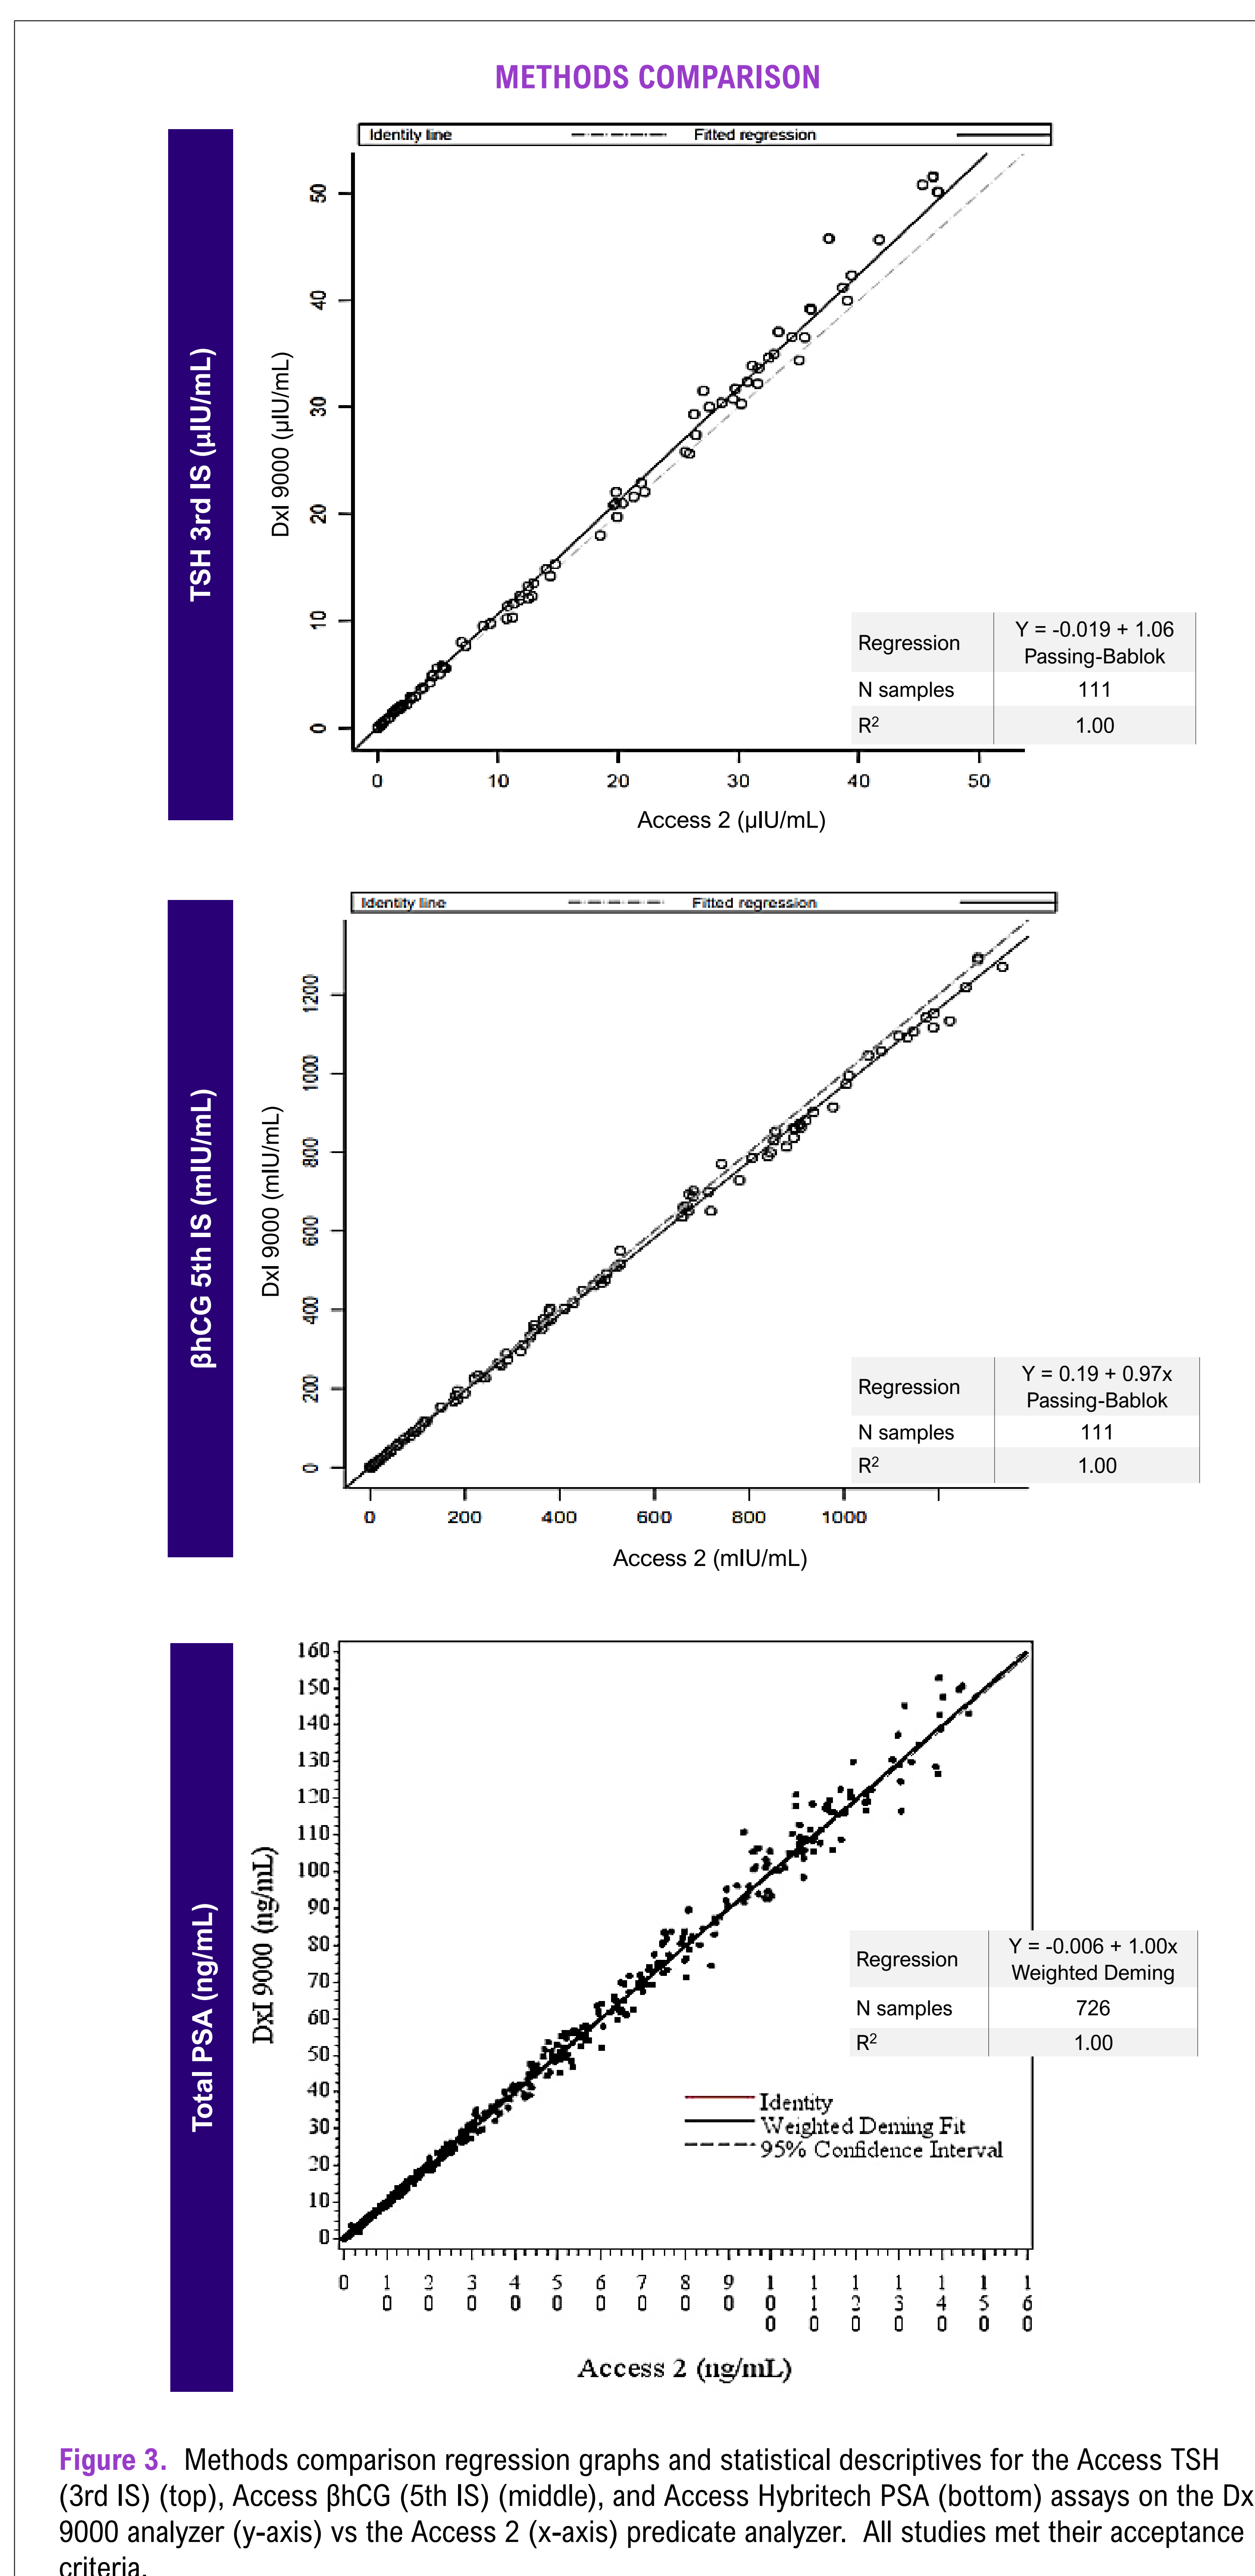 METHODS COMPARISON
TSH 3rd IS (µIU/mL)
Identity line Fitted regression
DxI 9000 (µIU/mL)
50
40
30
20
10
0
Regression Y = -0.019 + 1.06
Passing-Bablok
N samples 111
R² 1.00
0 10 20 30 40 50
Access 2 (µIU/mL)
βhCG 5th IS (mIU/mL)
Identity line Fitted regression
DxI 9000 (mIU/mL)
1200
1000
800
600
400
200
0
Regression Y = 0.19 + 0.97x
Passing-Bablok
N samples 111
R² 1.00
0 200 400 600 800 1000
Access 2 (mIU/mL)
Total PSA (ng/mL)
DxI 9000 (ng/mL)
160
150
140
130
120
110
100
90
80
70
60
50
40
30
20
10
0
Regression Y = -0.006 + 1.00x
Weighted Deming
N samples 726
R² 1.00
Identity
Weighted Deming Fit
95% Confidence Interval
0 10 20 30 40 50 60 70 80 90 100 110 120 130 140 150 160
Access 2 (ng/mL)
Figure 3. Methods comparison regression graphs and statistical descriptives for the Access TSH
(3rd IS) (top), Access βhCG (5th IS) (middle), and Access Hybritech PSA (bottom) assays on the Dx
9000 analyzer (y-axis) vs the Access 2 (x-axis) predicate analyzer. All studies met their acceptance
criteria.